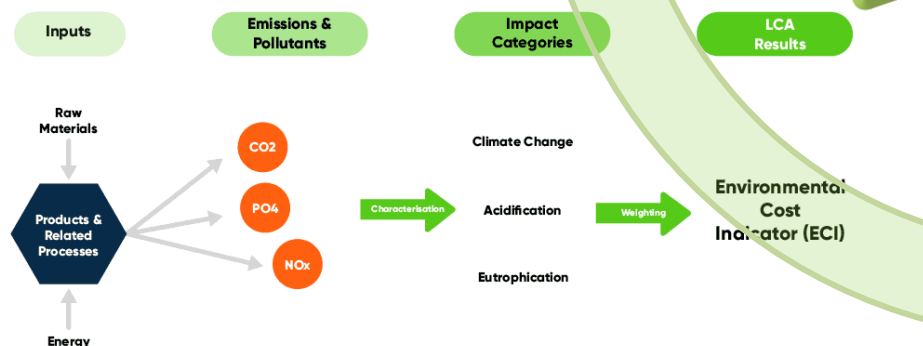 Inputs
Emissions &
Pollutants
Impact
Categories
LCA
Results
Raw
Materials
Products &
Related
Processes
Energy
CO2
PO4
NOx
Characterisation
Climate Change
Acidification
Eutrophication
Weighting
Environmental
Cost
Indicator (ECI)